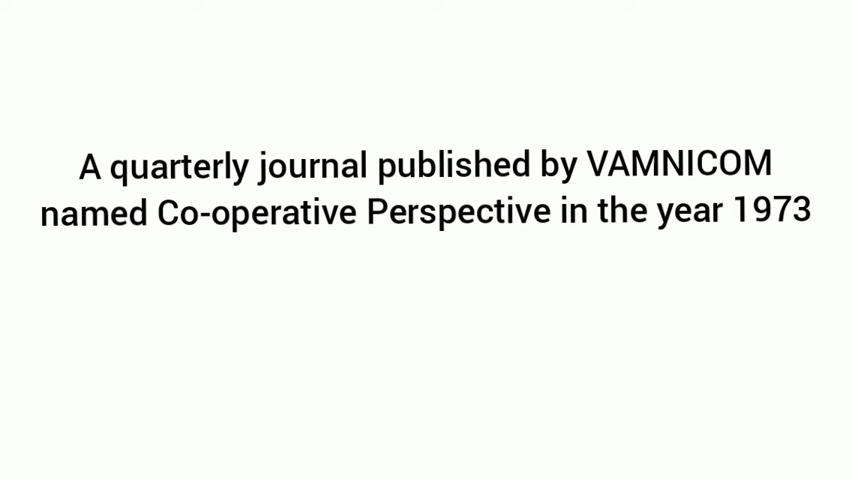 A quarterly journal published by VAMNICOM
named Co-operative Perspective in the year 1973